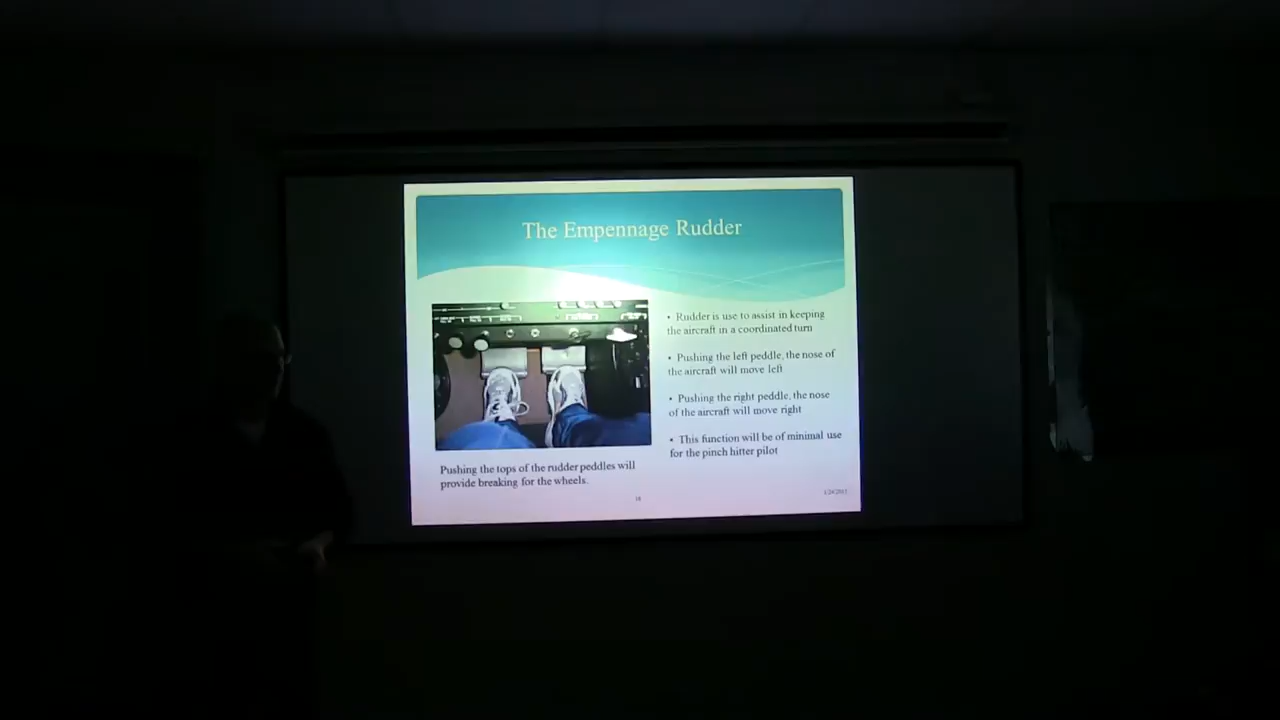 The Empennage Rudder
• Rudder is use to assist in keeping
the aircraft in a coordinated turn
• Pushing the left peddle, the nose of
the aircraft will move left
• Pushing the right peddle, the nose
of the aircraft will move right
• This function will be of minimal use
for the pinch hitter pilot
Pushing the tops of the rudder peddles will
provide breaking for the wheels.